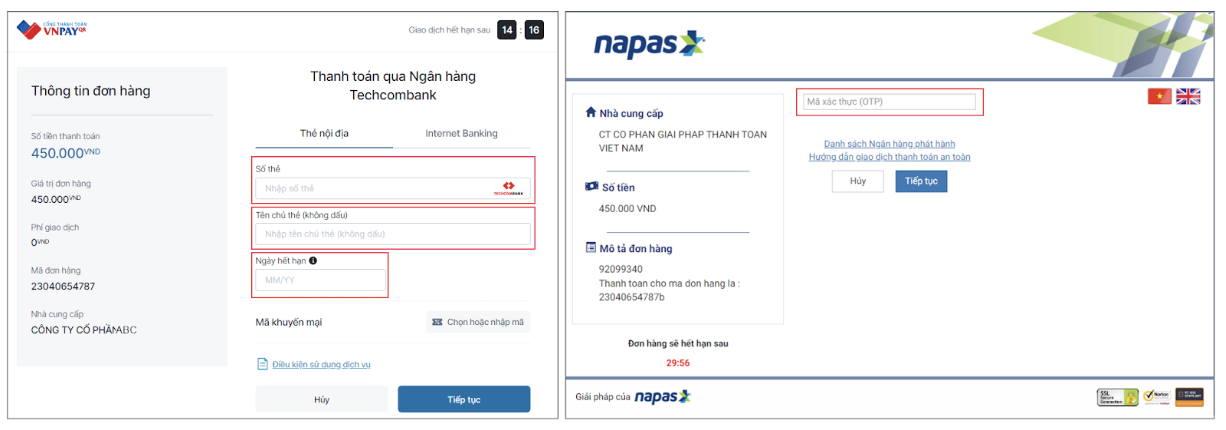 CỔNG THANH TOÁN
VNPAYQR
Giao dịch hết hạn sau 14 : 16
Thông tin đơn hàng
Số tiền thanh toán
450.000VND
Giá trị đơn hàng
450.000VND
Phí giao dịch
0VND
Mã đơn hàng
23040654787
Nhà cung cấp
CÔNG TY CỔ PHẦNABC
Thanh toán qua Ngân hàng
Techcombank
Thẻ nội địa
Internet Banking
Số thẻ
Nhập số thẻ
TECHCOMBANK
Tên chủ thẻ (không dấu)
Nhập tên chủ thẻ (không dấu)
Ngày hết hạn
MM/YY
Mã khuyến mại
Chọn hoặc nhập mã
Điều kiện sử dụng dịch vụ
Hủy
Tiếp tục
napas
Nhà cung cấp
CT CO PHAN GIAI PHAP THANH TOAN
VIET NAM
Số tiền
450.000 VND
Mô tả đơn hàng
92099340
Thanh toan cho ma don hang la :
23040654787b
Đơn hàng sẽ hết hạn sau
29:56
Mã xác thực (OTP)
Danh sách Ngân hàng phát hành
Hướng dẫn giao dịch thanh toán an toàn
Hủy
Tiếp tục
Giải pháp của napas
SSL
Secure
Connection
Norton